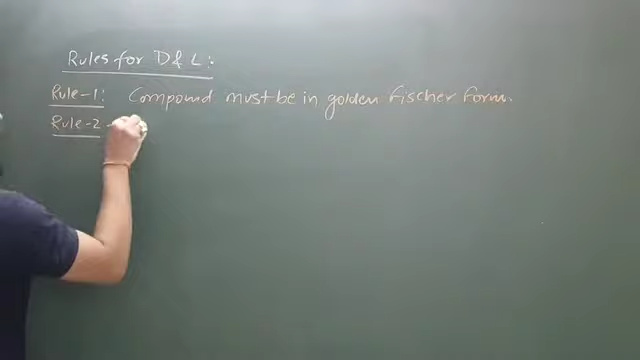 Rules for D & L:
Rule-1: Compound must be in golden Fischer Form.
Rule-2